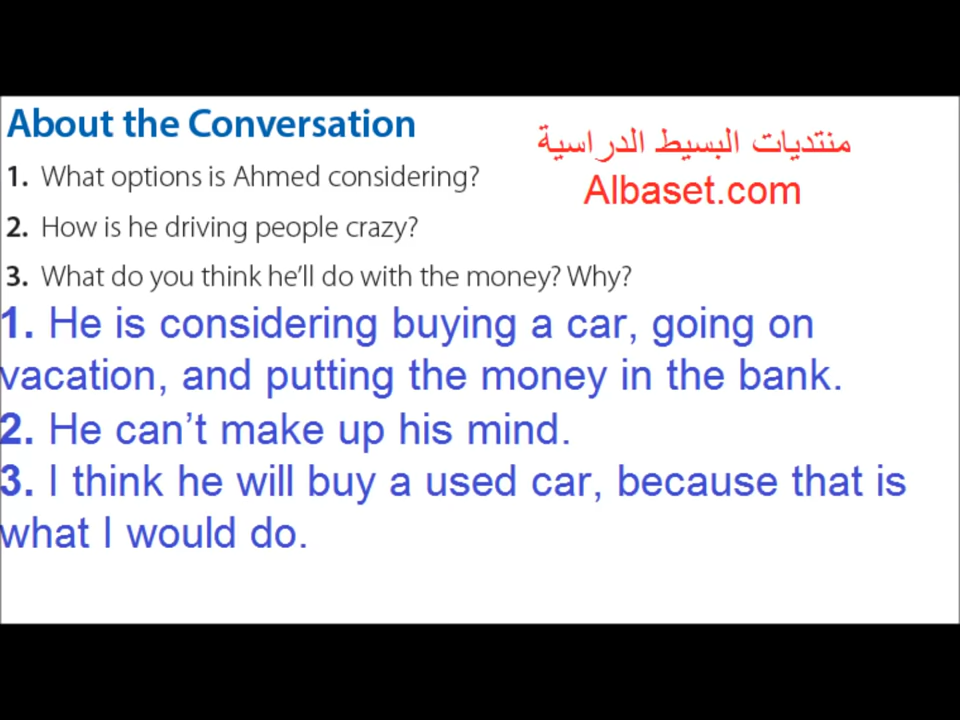 About the Conversation
منتديات البسيط الدراسية
Albaset.com
1. What options is Ahmed considering?
2. How is he driving people crazy?
3. What do you think he'll do with the money? Why?
1. He is considering buying a car, going on
vacation, and putting the money in the bank.
2. He can't make up his mind.
3. I think he will buy a used car, because that is
what I would do.